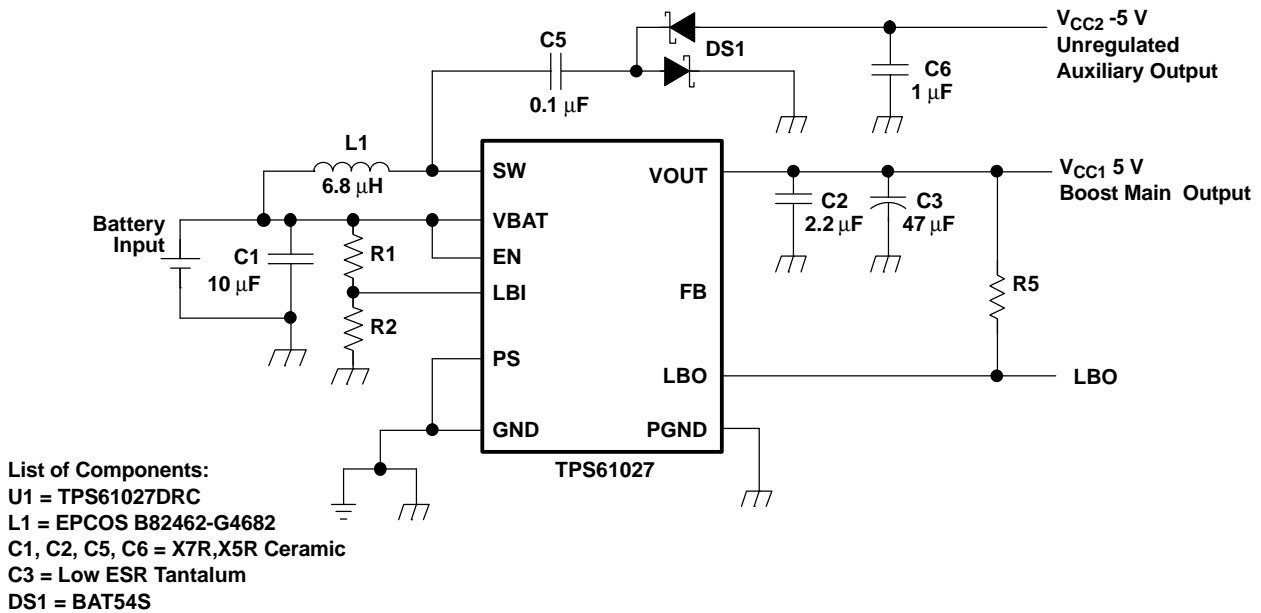 C5
0.1 μF
DS1
C6
1 μF
VCC2 -5 V
Unregulated
Auxiliary Output
L1
6.8 μH
Battery
Input
C1
10 μF
R1
R2
SW
VBAT
EN
LBI
PS
GND
VOUT
FB
LBO
PGND
TPS61027
C2
2.2 μF
C3
47 μF
R5
VCC1 5 V
Boost Main Output
LBO
List of Components:
U1 = TPS61027DRC
L1 = EPCOS B82462-G4682
C1, C2, C5, C6 = X7R,X5R Ceramic
C3 = Low ESR Tantalum
DS1 = BAT54S